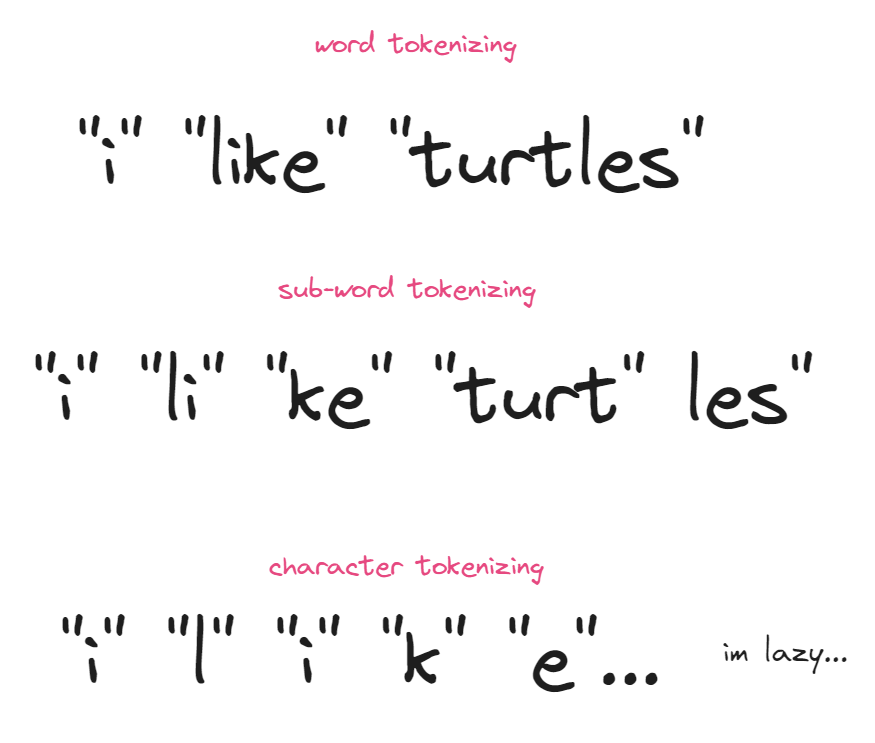 word tokenizing
"i" "like" "turtles"
sub-word tokenizing
"i" "li" "ke" "turt" les"
character tokenizing
"i" "l" "i" "k" "e"... im lazy...